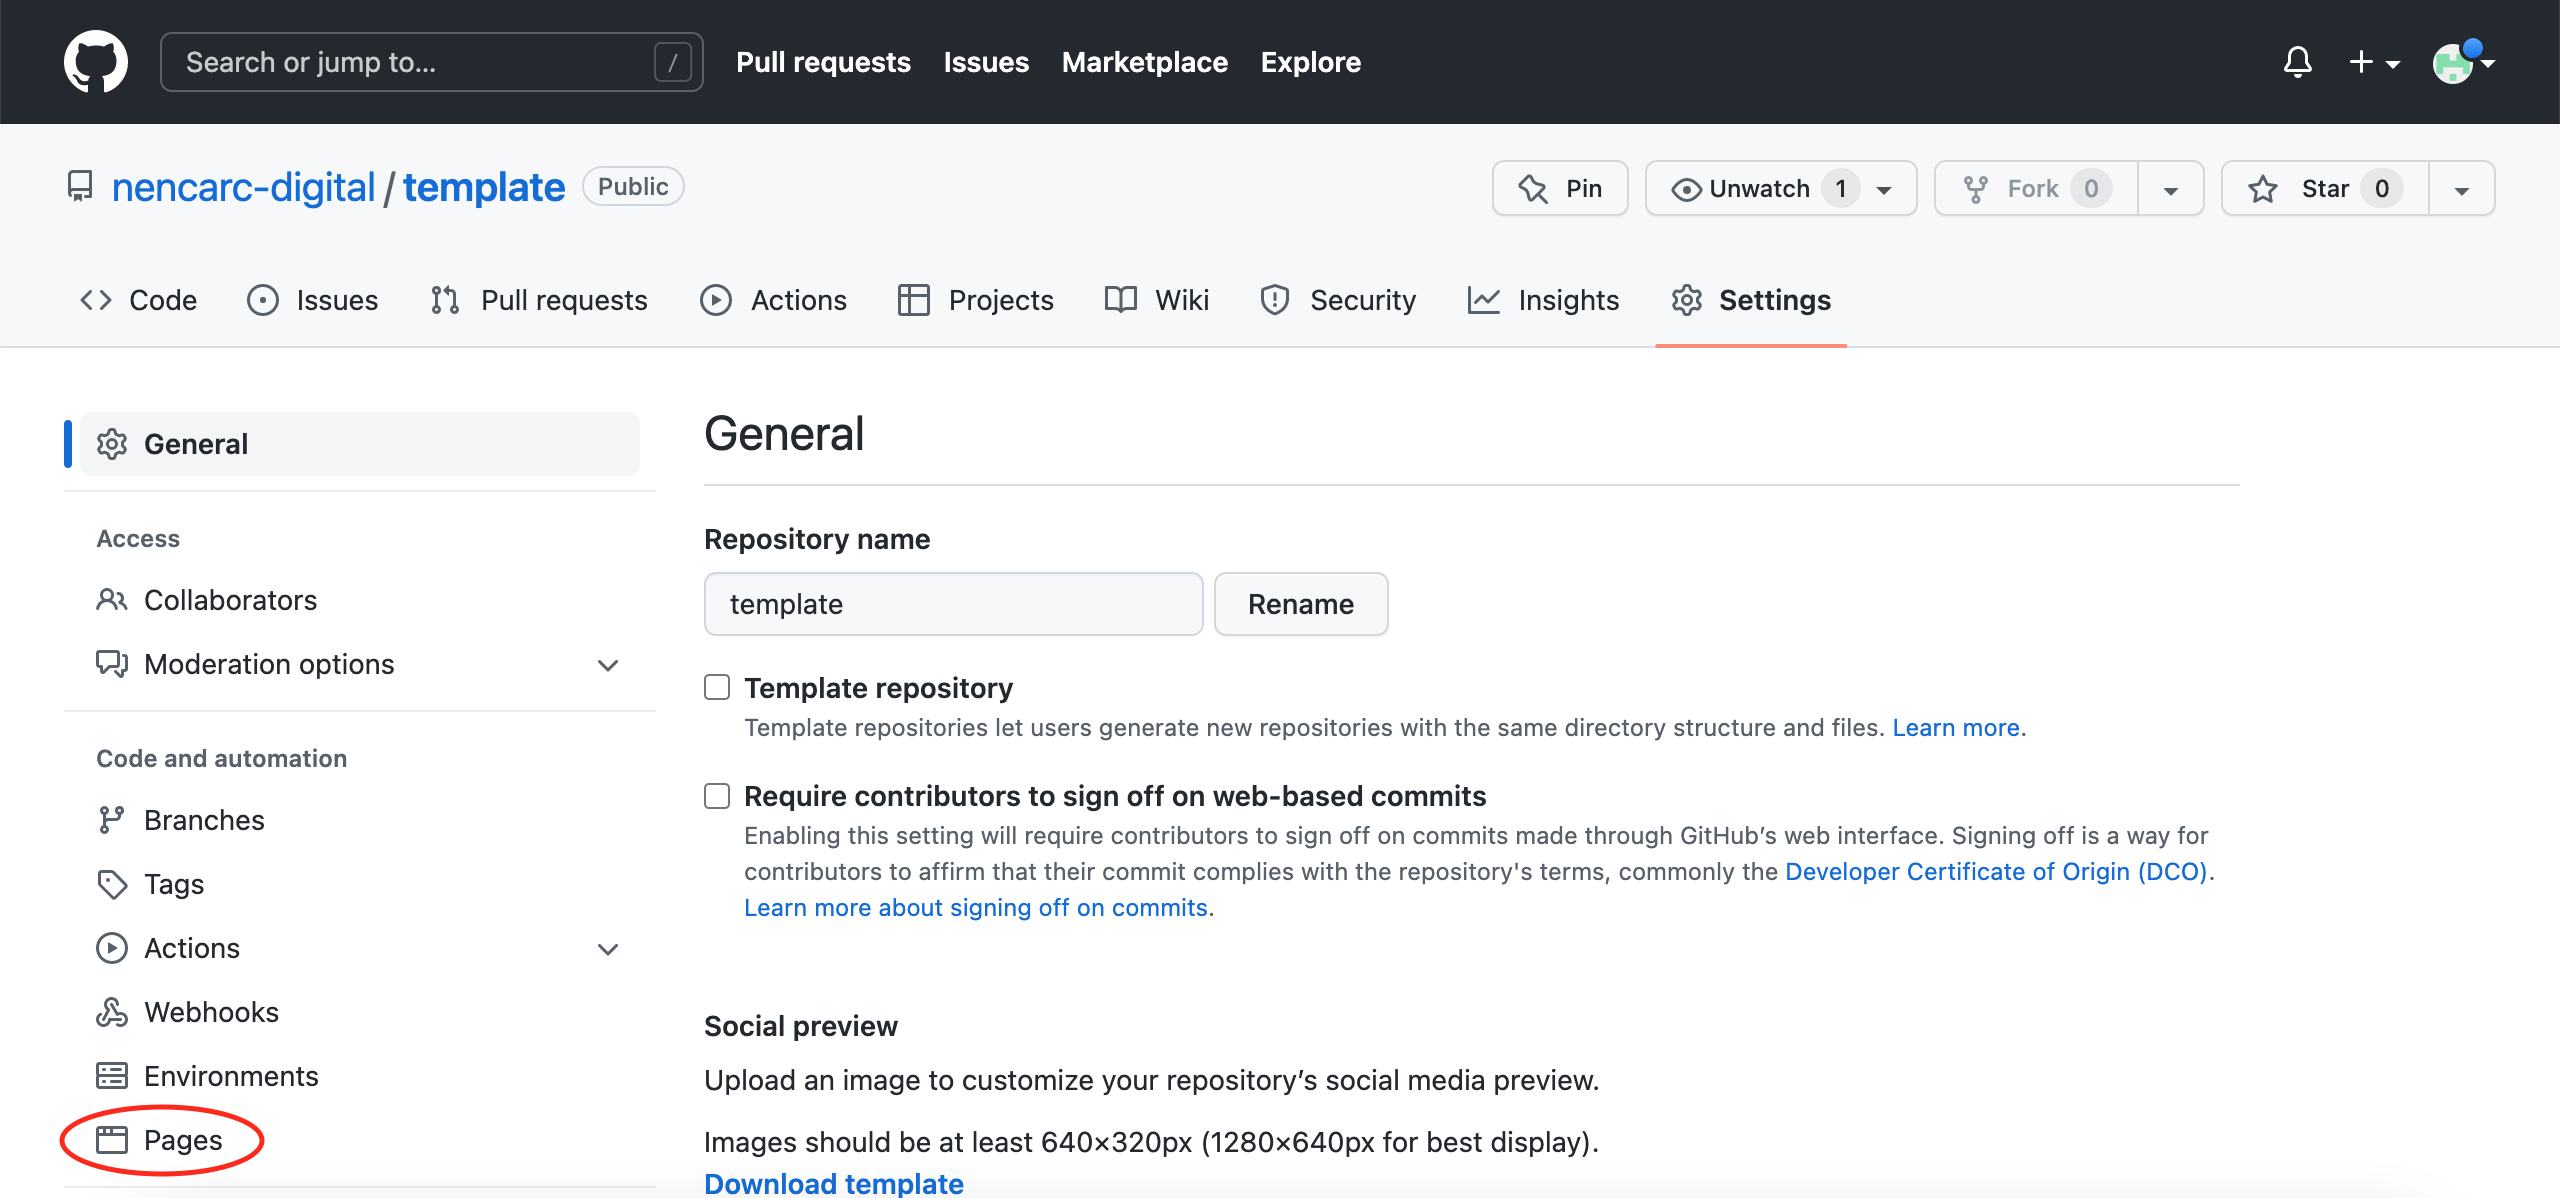 Search or jump to... / Pull requests Issues Marketplace Explore
nencarc-digital / template Public Pin Unwatch 1 Fork 0 Star 0
Code Issues Pull requests Actions Projects Wiki Security Insights Settings
General
General
Access
Collaborators
Moderation options
Code and automation
Branches
Tags
Actions
Webhooks
Environments
Pages
Repository name
template Rename
Template repository
Template repositories let users generate new repositories with the same directory structure and files. Learn more.
Require contributors to sign off on web-based commits
Enabling this setting will require contributors to sign off on commits made through GitHub’s web interface. Signing off is a way for
contributors to affirm that their commit complies with the repository's terms, commonly the Developer Certificate of Origin (DCO).
Learn more about signing off on commits.
Social preview
Upload an image to customize your repository’s social media preview.
Images should be at least 640×320px (1280×640px for best display).
Download template